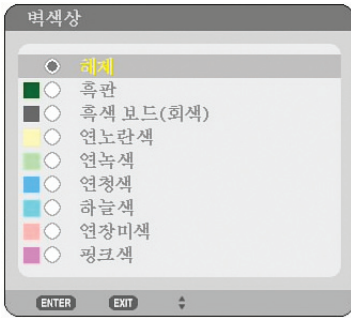 벽색상
해제
흑판
흑색 보드(회색)
연노란색
연녹색
연청색
하늘색
연장미색
핑크색
ENTER EXIT